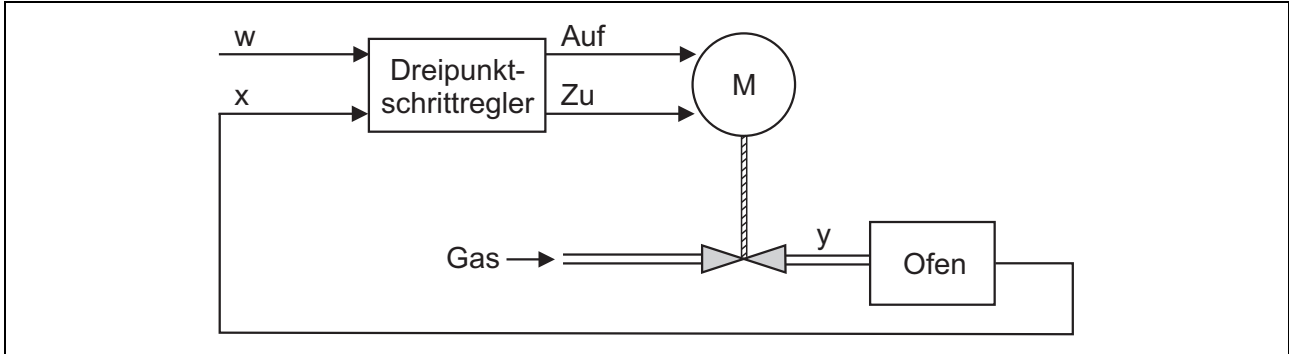 w
Auf
Dreipunkt-
schrittregler
M
x
Zu
y
Gas
Ofen